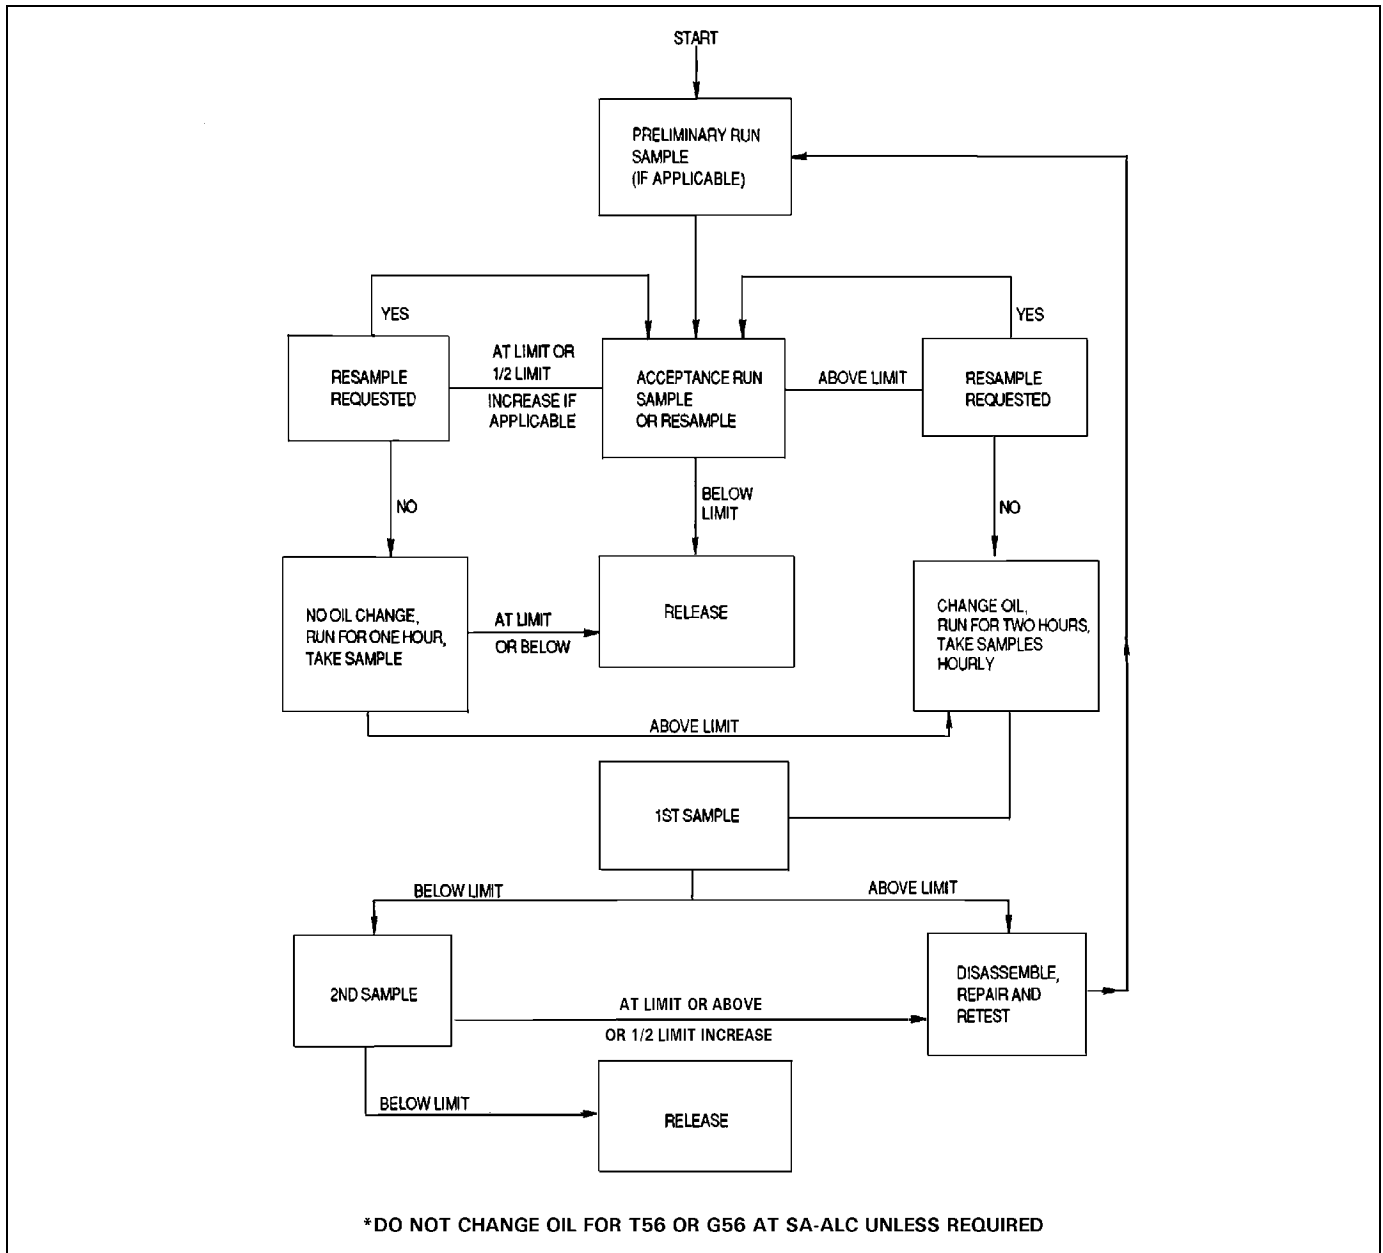 START
PRELIMINARY RUN
SAMPLE
(IF APPLICABLE)
YES
YES
RESAMPLE
REQUESTED
AT LIMIT OR
1/2 LIMIT
INCREASE IF
APPLICABLE
ACCEPTANCE RUN
SAMPLE
OR RESAMPLE
ABOVE LIMIT
RESAMPLE
REQUESTED
NO
BELOW
LIMIT
NO
NO OIL CHANGE,
RUN FOR ONE HOUR,
TAKE SAMPLE
AT LIMIT
OR BELOW
RELEASE
CHANGE OIL,
RUN FOR TWO HOURS,
TAKE SAMPLES
HOURLY
ABOVE LIMIT
1ST SAMPLE
BELOW LIMIT
ABOVE LIMIT
2ND SAMPLE
AT LIMIT OR ABOVE
OR 1/2 LIMIT INCREASE
DISASSEMBLE,
REPAIR AND
RETEST
BELOW LIMIT
RELEASE
*DO NOT CHANGE OIL FOR T56 OR G56 AT SA-ALC UNLESS REQUIRED